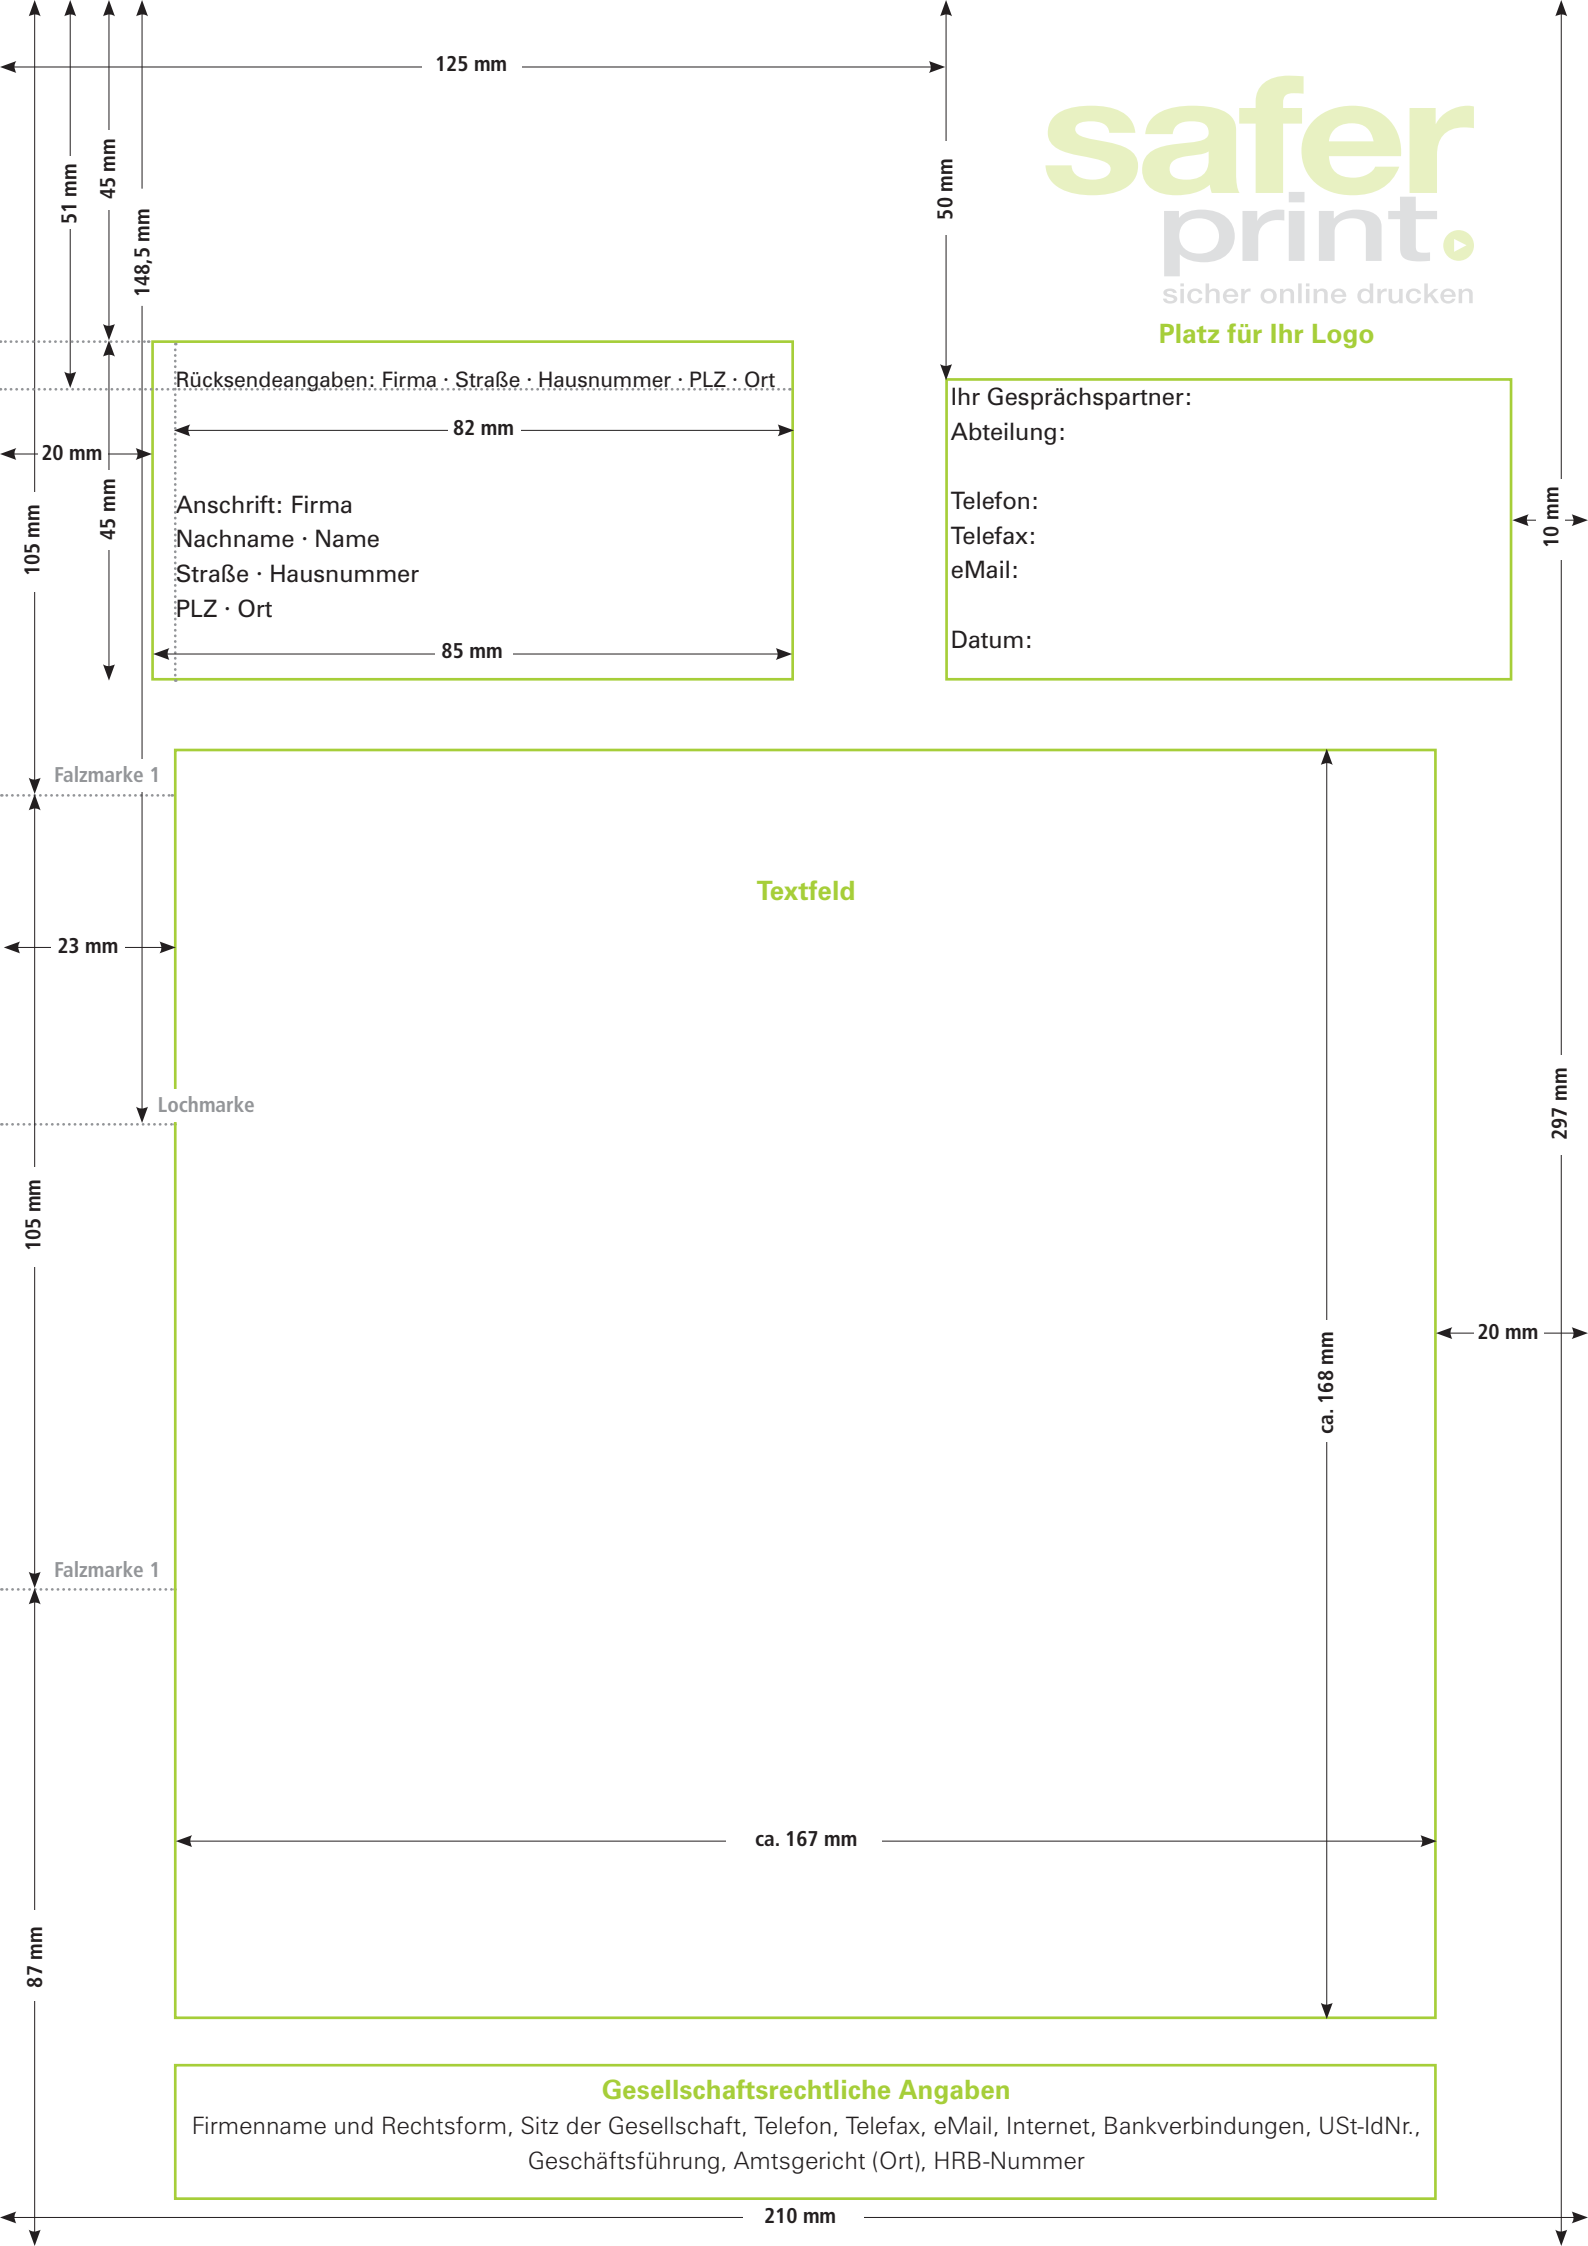 125 mm
51 mm
45 mm
148,5 mm
50 mm
safer
print
sicher online drucken
Platz für Ihr Logo
Rücksendeangaben: Firma · Straße · Hausnummer · PLZ · Ort
82 mm
20 mm
Anschrift: Firma
Nachname · Name
Straße · Hausnummer
PLZ · Ort
85 mm
105 mm
45 mm
Ihr Gesprächspartner:
Abteilung:
Telefon:
Telefax:
eMail:
Datum:
10 mm
Falzmarke 1
Textfeld
23 mm
Lochmarke
297 mm
105 mm
20 mm
ca. 168 mm
Falzmarke 1
ca. 167 mm
87 mm
Gesellschaftsrechtliche Angaben
Firmenname und Rechtsform, Sitz der Gesellschaft, Telefon, Telefax, eMail, Internet, Bankverbindungen, USt-IdNr.,
Geschäftsführung, Amtsgericht (Ort), HRB-Nummer
210 mm